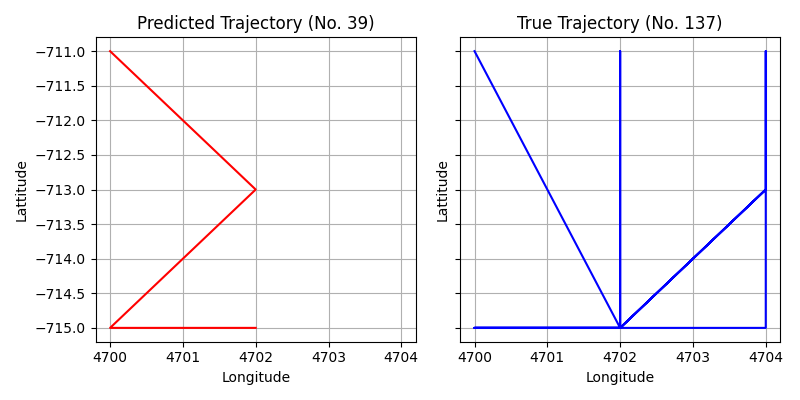 Predicted Trajectory (No. 39)
True Trajectory (No. 137)
−711.0
−711.5
−712.0
−712.5
−713.0
−713.5
−714.0
−714.5
−715.0
Lattitude
Lattitude
4700 4701 4702 4703 4704
4700 4701 4702 4703 4704
Longitude
Longitude